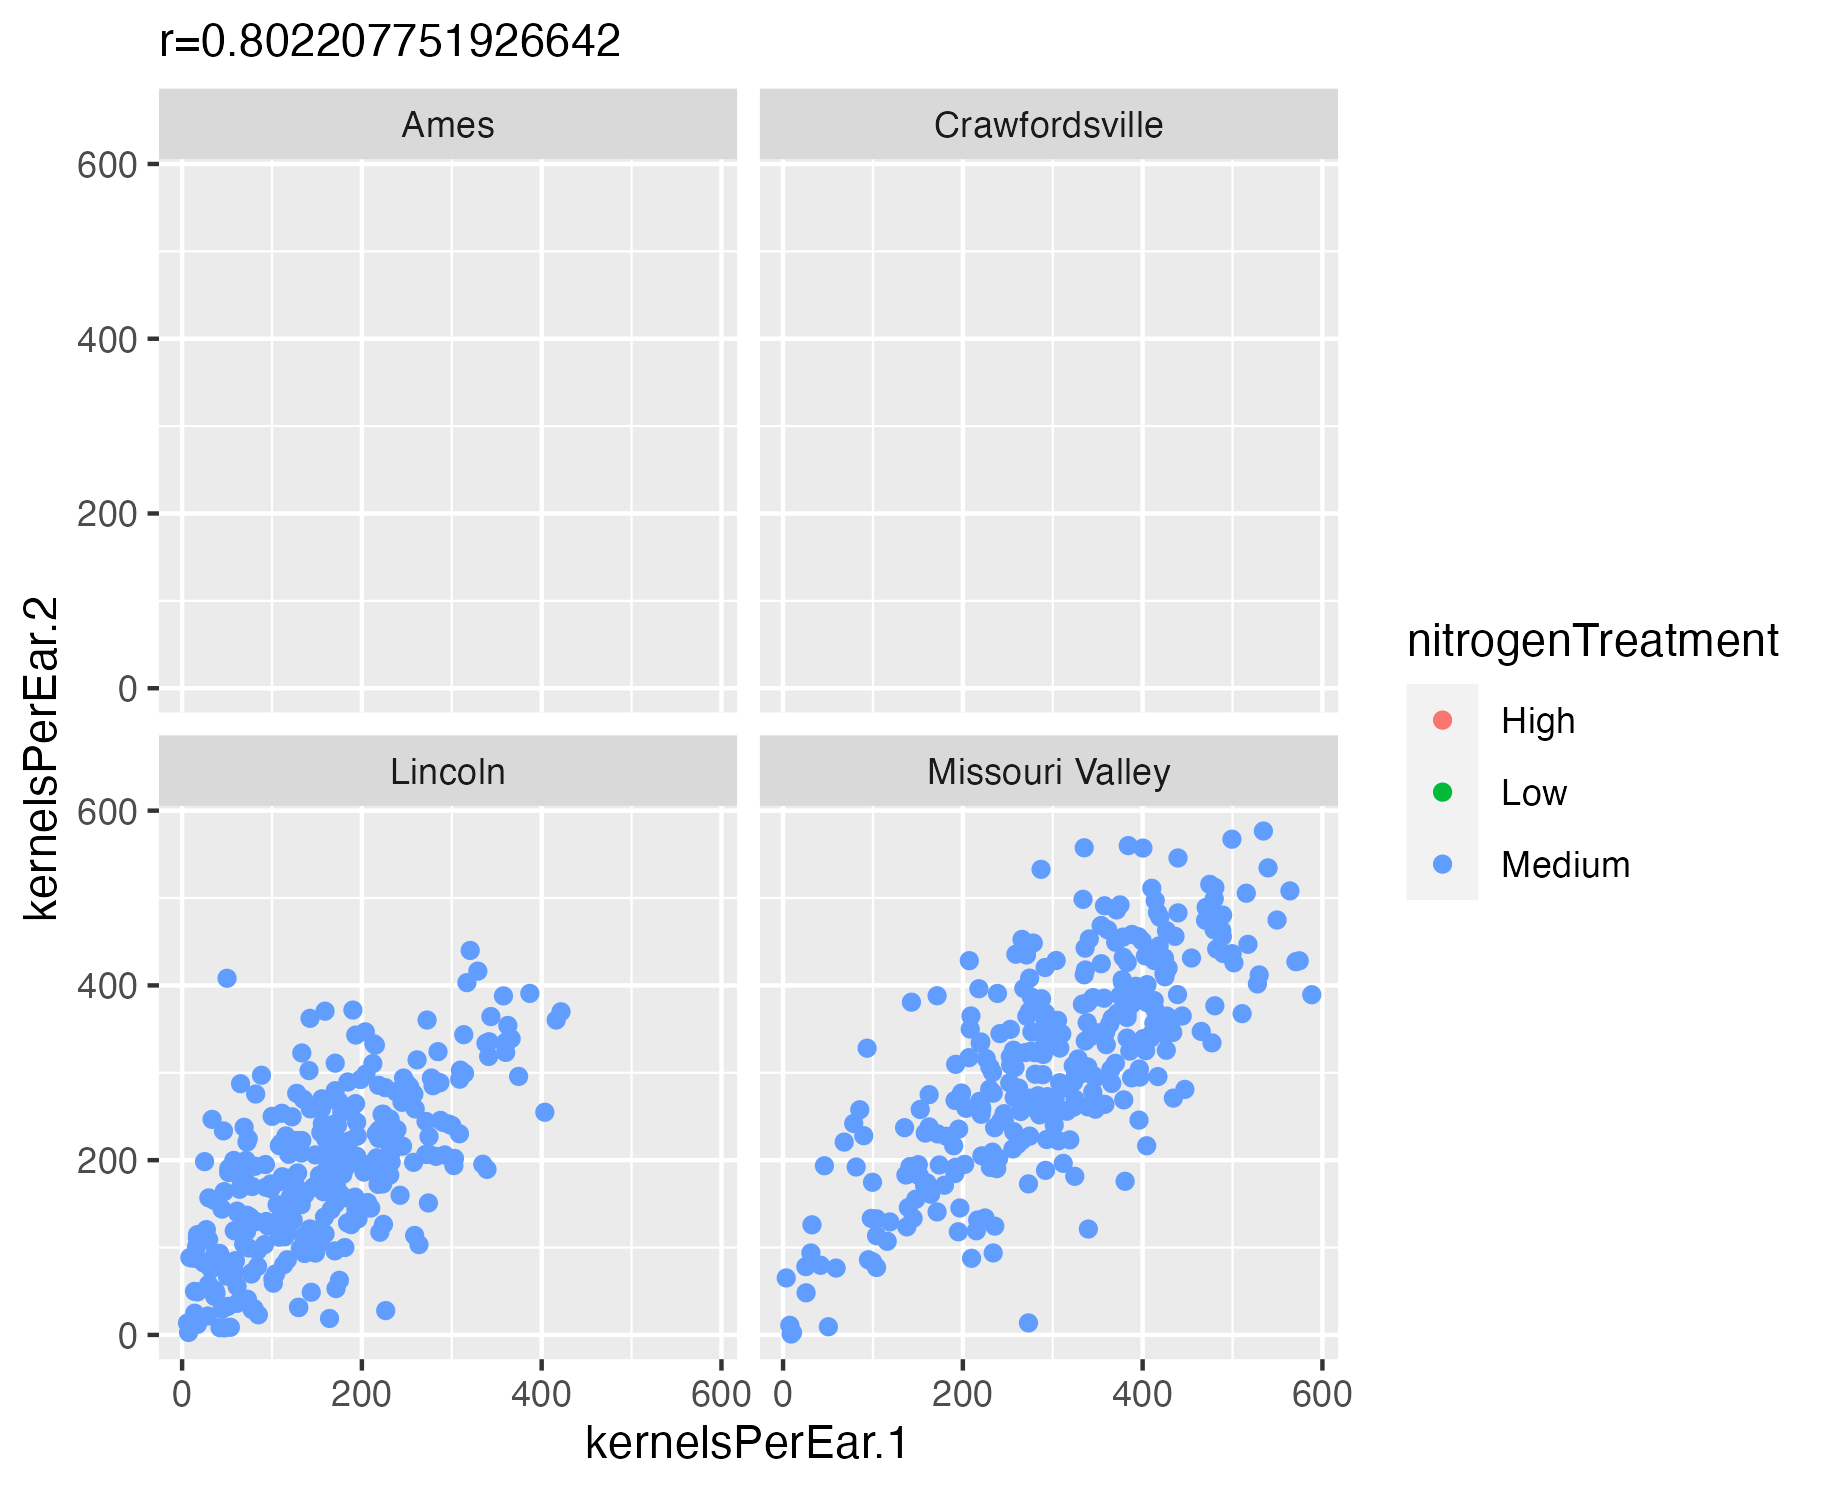 r=0.802207751926642
Ames
Crawfordsville
600
400
200
0
Lincoln
Missouri Valley
600
400
200
0
0
200
400
600
0
200
400
600
kernelsPerEar.1
kernelsPerEar.2
nitrogenTreatment
High
Low
Medium